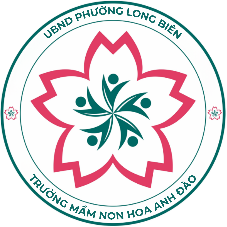 UBND PHƯỜNG LONG BIÊN
TRƯỜNG MẦM NON HOA ANH ĐÀO